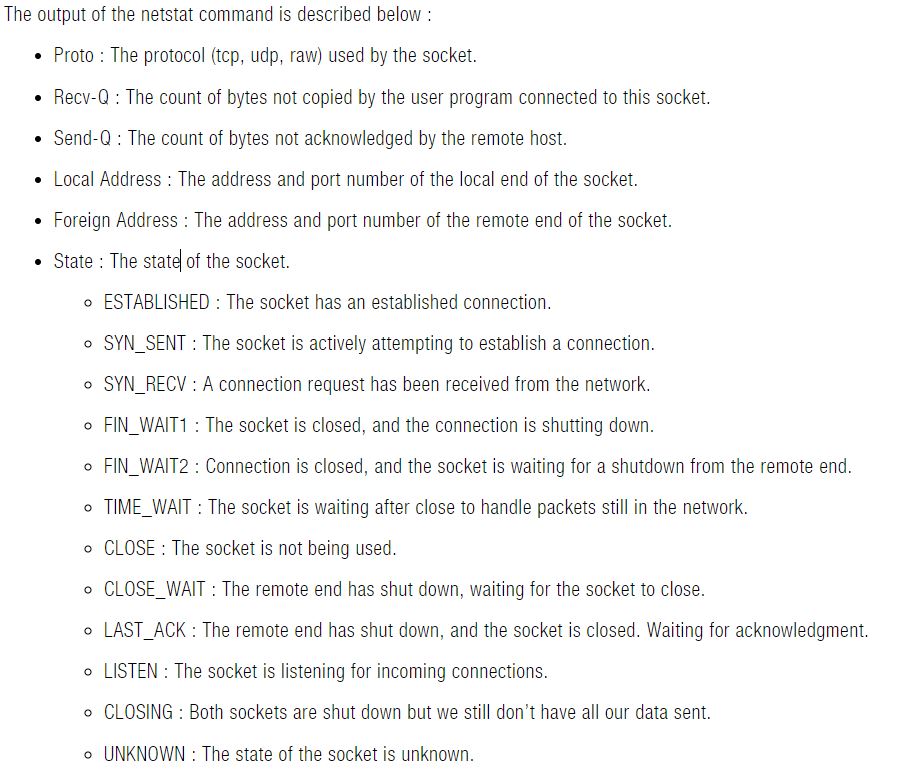 The output of the netstat command is described below :
Proto : The protocol (tcp, udp, raw) used by the socket.
Recv-Q : The count of bytes not copied by the user program connected to this socket.
Send-Q : The count of bytes not acknowledged by the remote host.
Local Address : The address and port number of the local end of the socket.
Foreign Address : The address and port number of the remote end of the socket.
State : The state of the socket.
ESTABLISHED : The socket has an established connection.
SYN_SENT : The socket is actively attempting to establish a connection.
SYN_RECV : A connection request has been received from the network.
FIN_WAIT1 : The socket is closed, and the connection is shutting down.
FIN_WAIT2 : Connection is closed, and the socket is waiting for a shutdown from the remote end.
TIME_WAIT : The socket is waiting after close to handle packets still in the network.
CLOSE : The socket is not being used.
CLOSE_WAIT : The remote end has shut down, waiting for the socket to close.
LAST_ACK : The remote end has shut down, and the socket is closed. Waiting for acknowledgment.
LISTEN : The socket is listening for incoming connections.
CLOSING : Both sockets are shut down but we still don’t have all our data sent.
UNKNOWN : The state of the socket is unknown.